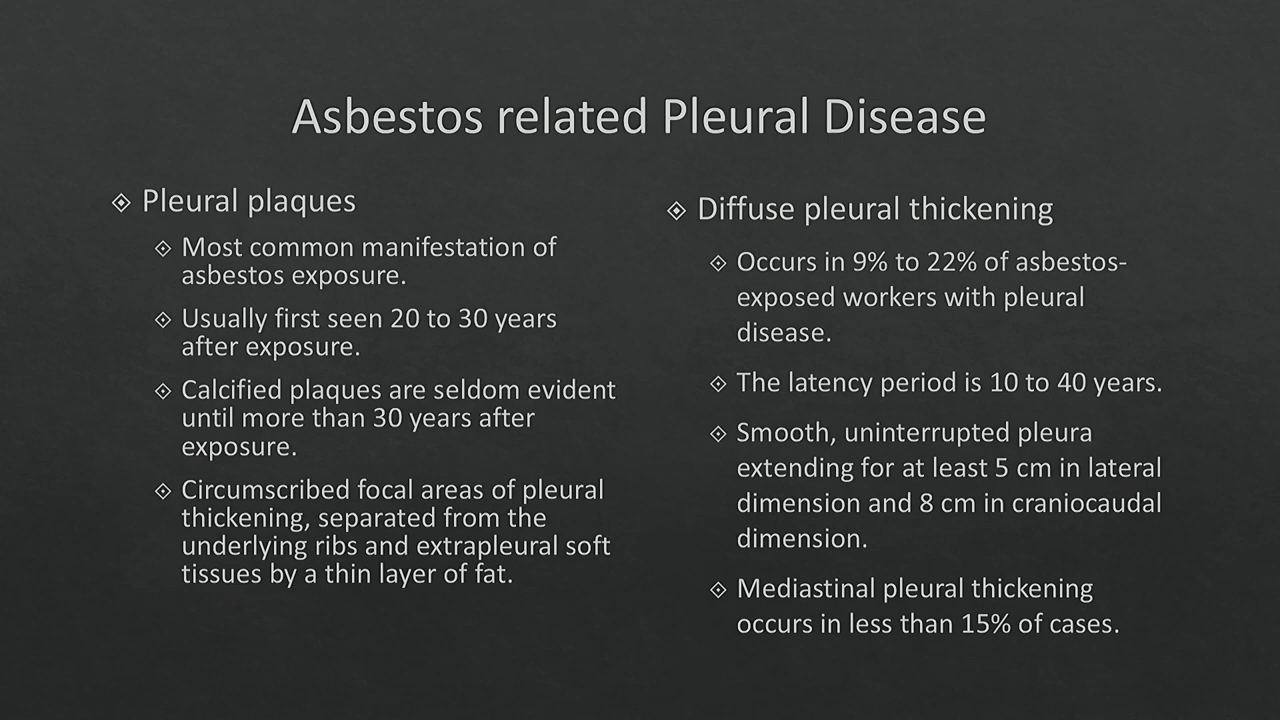 Asbestos related Pleural Disease
Pleural plaques
Most common manifestation of
asbestos exposure.
Usually first seen 20 to 30 years
after exposure.
Calcified plaques are seldom evident
until more than 30 years after
exposure.
Circumscribed focal areas of pleural
thickening, separated from the
underlying ribs and extrapleural soft
tissues by a thin layer of fat.
Diffuse pleural thickening
Occurs in 9% to 22% of asbestos-
exposed workers with pleural
disease.
The latency period is 10 to 40 years.
Smooth, uninterrupted pleura
extending for at least 5 cm in lateral
dimension and 8 cm in craniocaudal
dimension.
Mediastinal pleural thickening
occurs in less than 15% of cases.